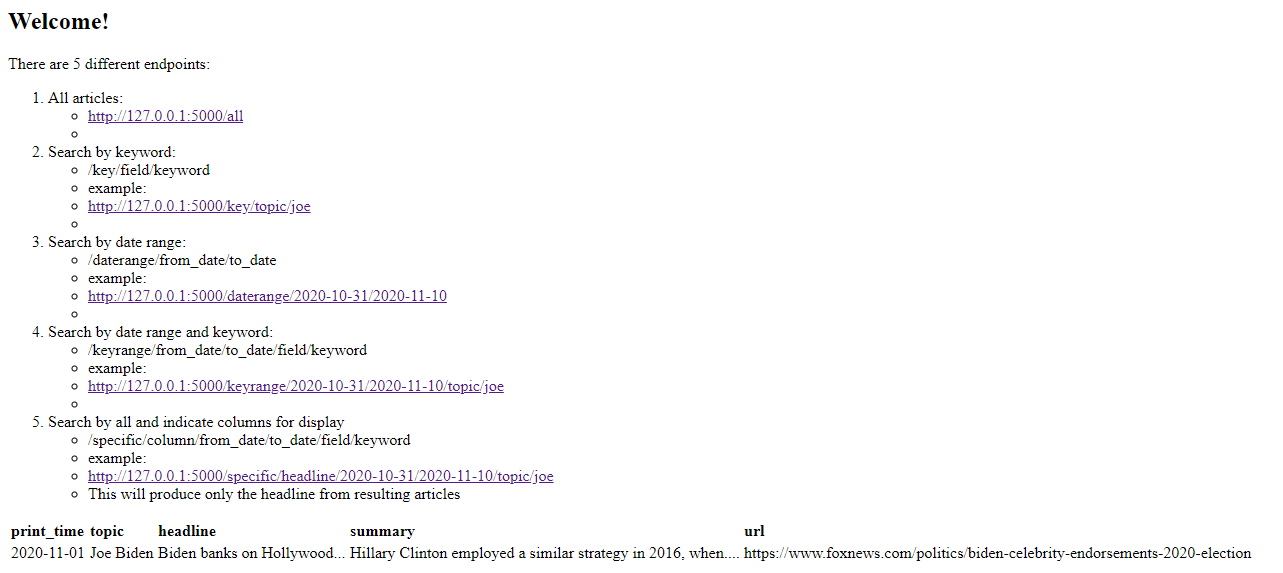 Welcome!
There are 5 different endpoints:
1. All articles:
http://127.0.0.1:5000/all
2. Search by keyword:
/key/field/keyword
example:
http://127.0.0.1:5000/key/topic/joe
3. Search by date range:
/daterange/from_date/to_date
example:
http://127.0.0.1:5000/daterange/2020-10-31/2020-11-10
4. Search by date range and keyword:
/keyrange/from_date/to_date/field/keyword
example:
http://127.0.0.1:5000/keyrange/2020-10-31/2020-11-10/topic/joe
5. Search by all and indicate columns for display
/specific/column/from_date/to_date/field/keyword
example:
http://127.0.0.1:5000/specific/headline/2020-10-31/2020-11-10/topic/joe
This will produce only the headline from resulting articles
print_time topic headline summary url
2020-11-01 Joe Biden Biden banks on Hollywood... Hillary Clinton employed a similar strategy in 2016, when.... https://www.foxnews.com/politics/biden-celebrity-endorsements-2020-election